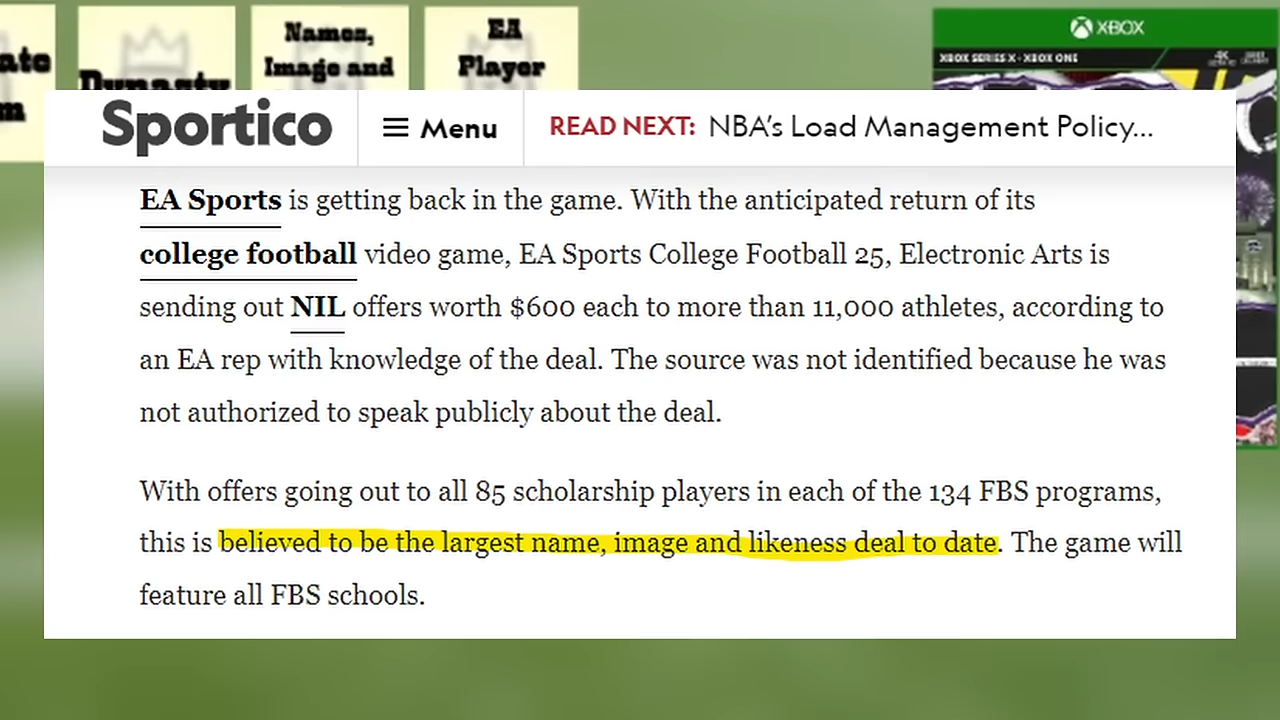 Names,
Image and
EA
Player
Dynasty
XBOX
XBOX SERIES X · XBOX ONE
Sportico
Menu
READ NEXT: NBA's Load Management Policy...
EA Sports is getting back in the game. With the anticipated return of its
college football video game, EA Sports College Football 25, Electronic Arts is
sending out NIL offers worth $600 each to more than 11,000 athletes, according to
an EA rep with knowledge of the deal. The source was not identified because he was
not authorized to speak publicly about the deal.
With offers going out to all 85 scholarship players in each of the 134 FBS programs,
this is believed to be the largest name, image and likeness deal to date. The game will
feature all FBS schools.